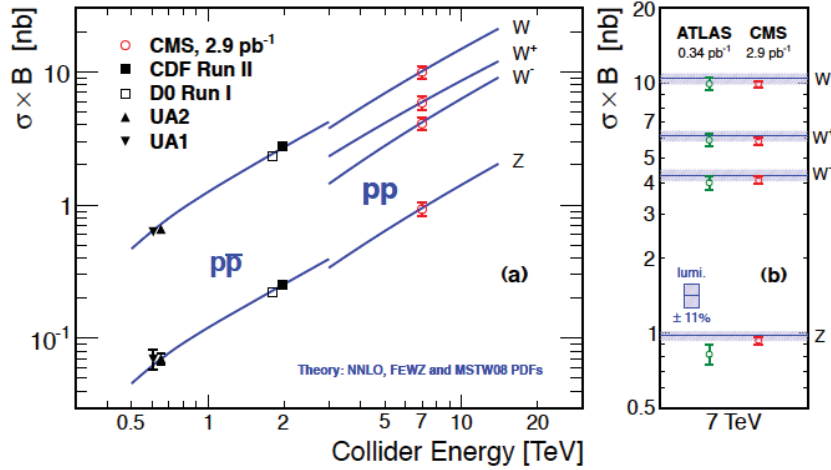 σ × B [nb]
10
1
10⁻¹
CMS, 2.9 pb⁻¹
CDF Run II
D0 Run I
UA2
UA1
W
W⁺
W⁻
Z
pp
pp̅
(a)
Theory: NNLO, FEWZ and MSTW08 PDFs
0.5 1 2 5 7 10 20
Collider Energy [TeV]
σ × B [nb]
20
10
7
5
4
3
2
1
0.5
ATLAS CMS
0.34 pb⁻¹ 2.9 pb⁻¹
W
W⁺
W⁻
lumi.
± 11%
(b)
Z
7 TeV